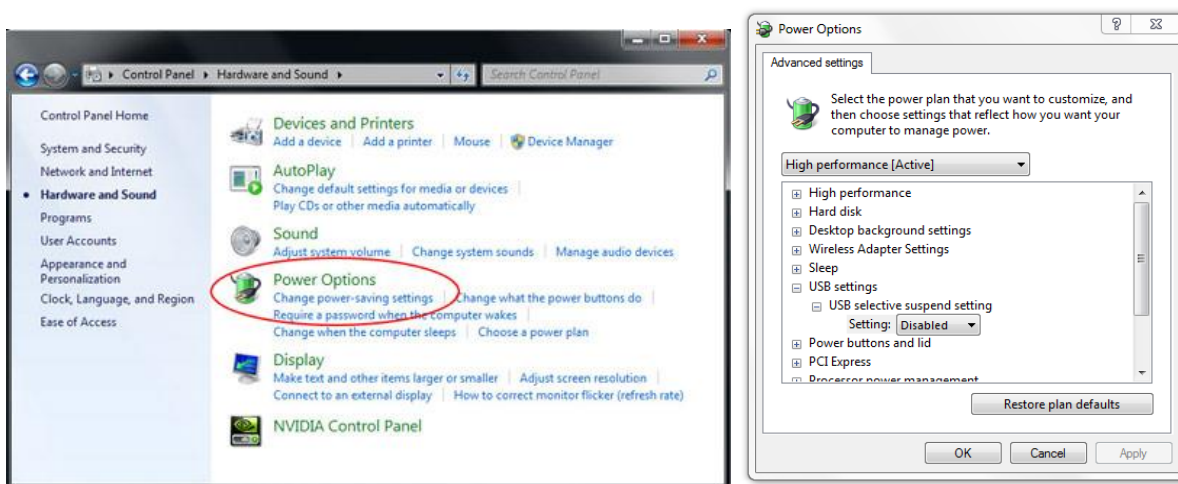 Control Panel Hardware and Sound Search Control Panel
Control Panel Home
System and Security
Network and Internet
Hardware and Sound
Programs
User Accounts
Appearance and
Personalization
Clock, Language, and Region
Ease of Access
Devices and Printers
Add a device Add a printer Mouse Device Manager
AutoPlay
Change default settings for media or devices
Play CDs or other media automatically
Sound
Adjust system volume Change system sounds Manage audio devices
Power Options
Change power-saving settings Change what the power buttons do
Require a password when the computer wakes
Change when the computer sleeps Choose a power plan
Display
Make text and other items larger or smaller Adjust screen resolution
Connect to an external display How to correct monitor flicker (refresh rate)
NVIDIA Control Panel
Power Options
Advanced settings
Select the power plan that you want to customize, and
then choose settings that reflect how you want your
computer to manage power.
High performance [Active]
High performance
Hard disk
Desktop background settings
Wireless Adapter Settings
Sleep
USB settings
USB selective suspend setting
Setting: Disabled
Power buttons and lid
PCI Express
Processor power management
Restore plan defaults
OK Cancel Apply